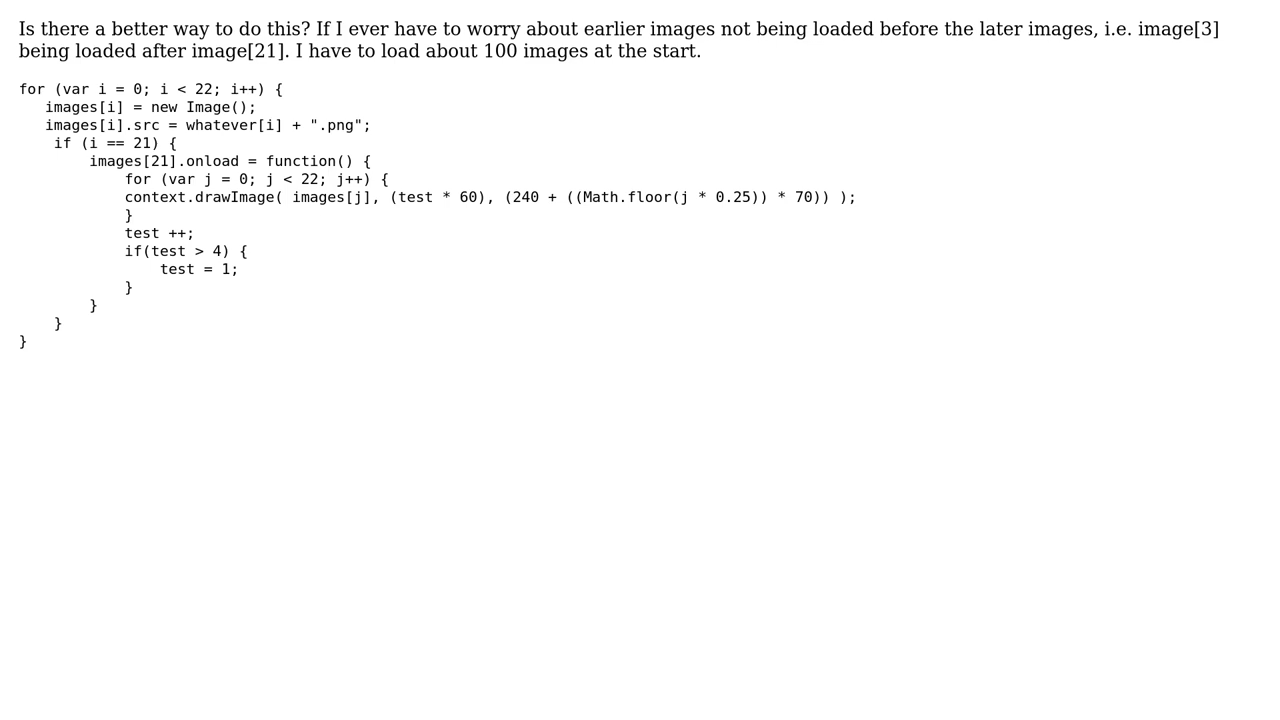 Is there a better way to do this? If I ever have to worry about earlier images not being loaded before the later images, i.e. image[3]
being loaded after image[21]. I have to load about 100 images at the start.
for (var i = 0; i < 22; i++) {
   images[i] = new Image();
   images[i].src = whatever[i] + ".png";
    if (i == 21) {
        images[21].onload = function() {
            for (var j = 0; j < 22; j++) {
            context.drawImage( images[j], (test * 60), (240 + ((Math.floor(j * 0.25)) * 70)) );
            }
            test ++;
            if(test > 4) {
                test = 1;
            }
        }
    }
}